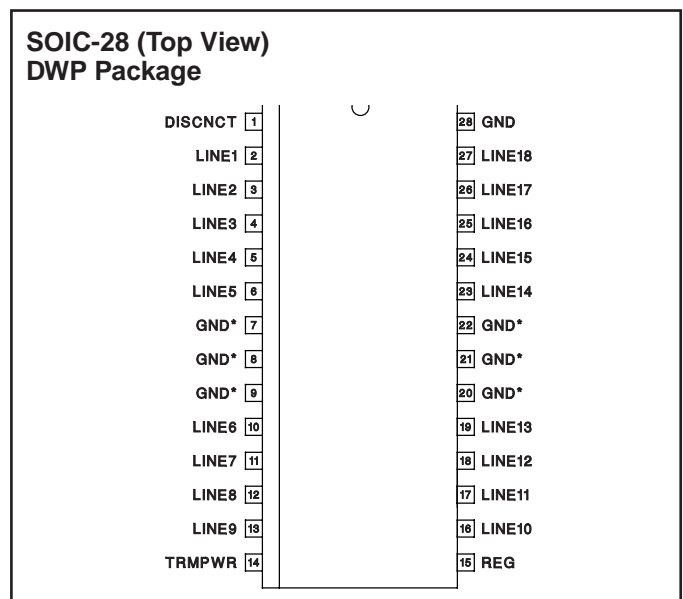 SOIC-28 (Top View)
DWP Package
DISCNCT 1
LINE1 2
LINE2 3
LINE3 4
LINE4 5
LINE5 6
GND* 7
GND* 8
GND* 9
LINE6 10
LINE7 11
LINE8 12
LINE9 13
TRMPWR 14
28 GND
27 LINE18
26 LINE17
25 LINE16
24 LINE15
23 LINE14
22 GND*
21 GND*
20 GND*
19 LINE13
18 LINE12
17 LINE11
16 LINE10
15 REG